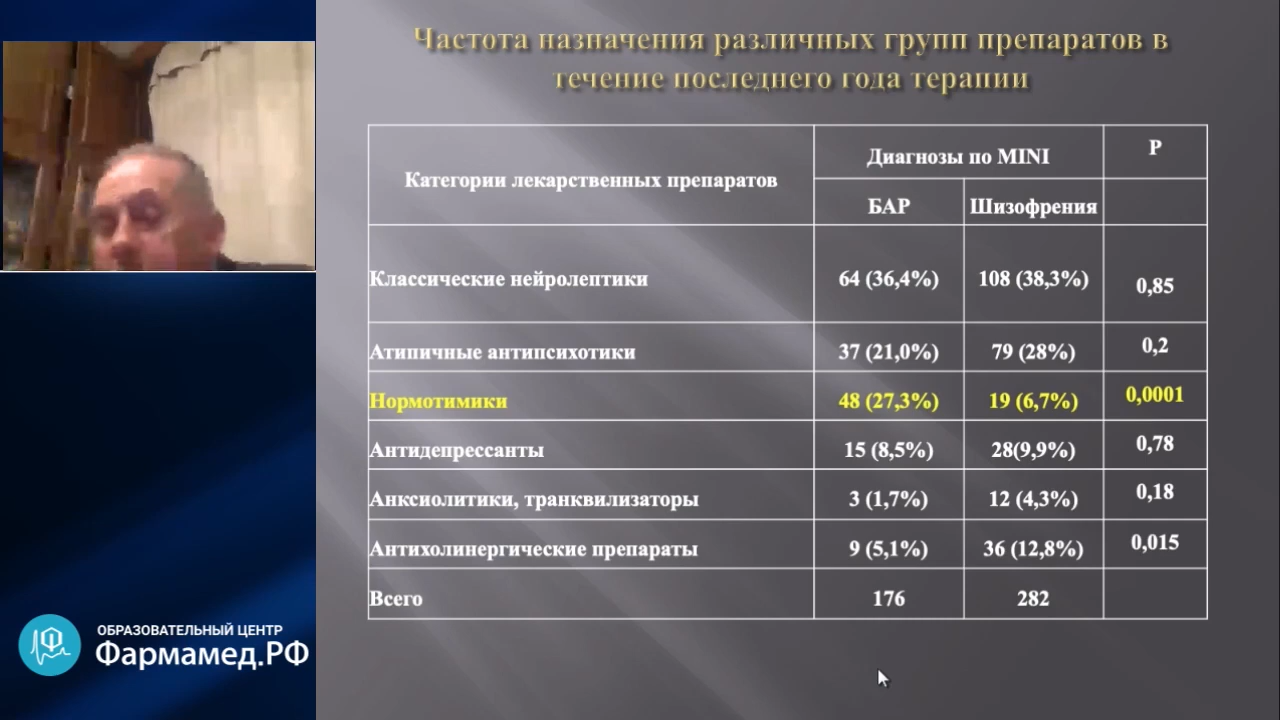 Частота назначения различных групп препаратов в
течение последнего года терапии
Категории лекарственных препаратов
Диагнозы по MINI
Р
БАР
Шизофрения
Классические нейролептики
64 (36,4%)
108 (38,3%)
0,85
Атипичные антипсихотики
37 (21,0%)
79 (28%)
0,2
Нормотимики
48 (27,3%)
19 (6,7%)
0,0001
Антидепрессанты
15 (8,5%)
28(9,9%)
0,78
Анксиолитики, транквилизаторы
3 (1,7%)
12 (4,3%)
0,18
Антихолинергические препараты
9 (5,1%)
36 (12,8%)
0,015
Всего
176
282
ОБРАЗОВАТЕЛЬНЫЙ ЦЕНТР
Фармамед.РФ